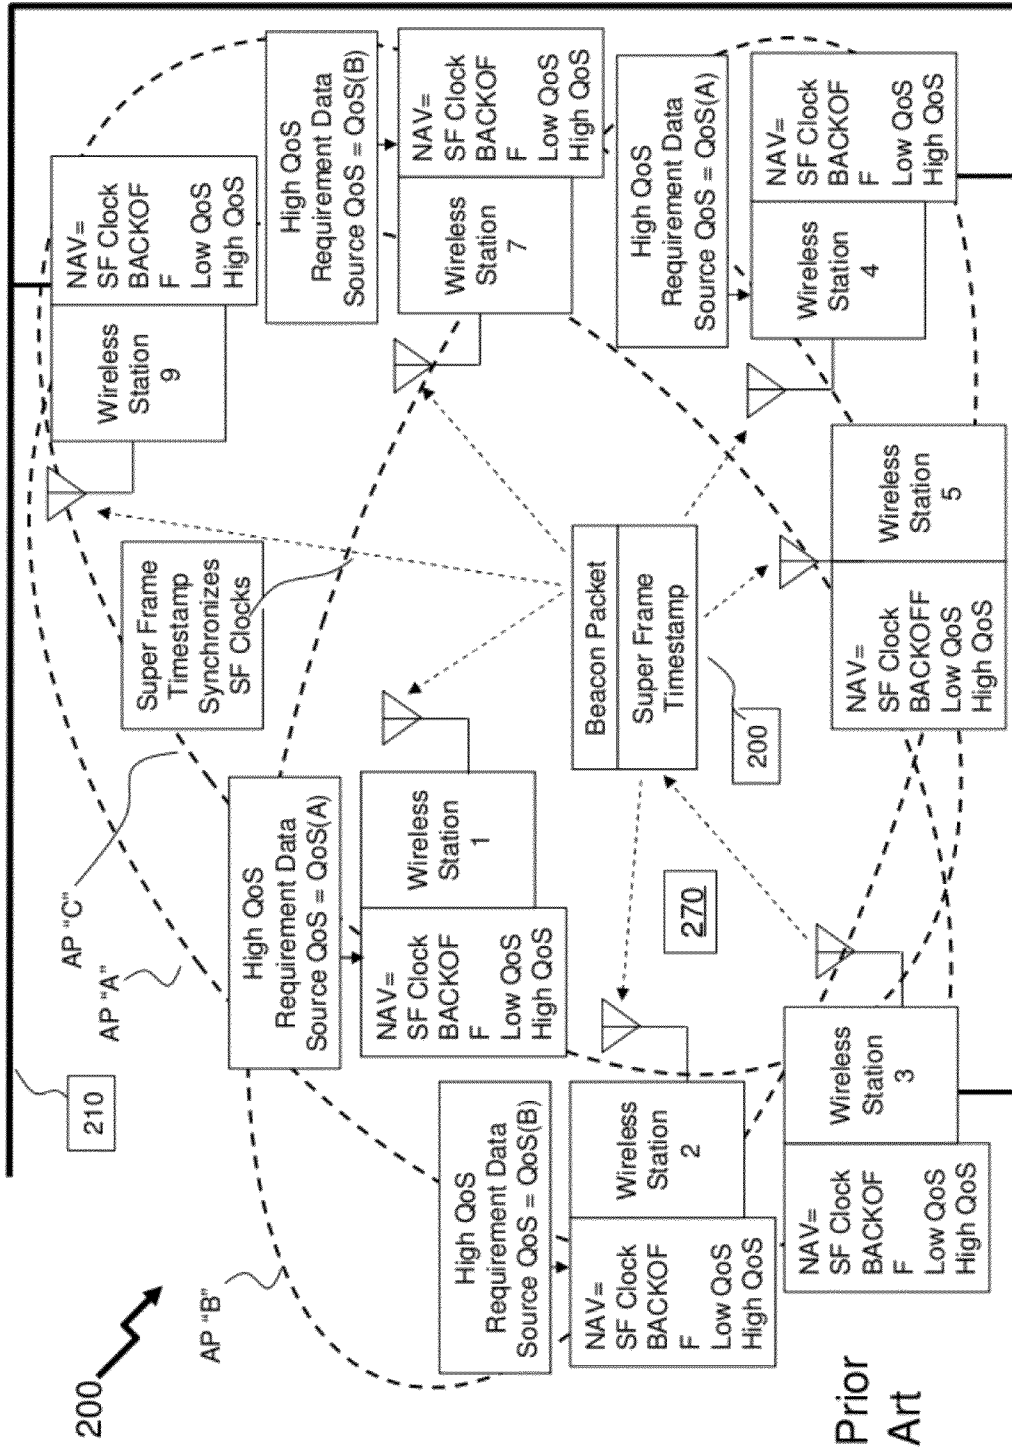 200
210
AP “B”
AP “A”
AP “C”
Super Frame
Timestamp
Synchronizes
SF Clocks
Wireless
Station
9
NAV=
SF Clock
BACKOF
F
Low QoS
High QoS
High QoS
Requirement Data
Source QoS = QoS(A)
NAV=
SF Clock
BACKOF
F
Low QoS
High QoS
Wireless
Station
1
High QoS
Requirement Data
Source QoS = QoS(B)
Wireless
Station
7
NAV=
SF Clock
BACKOF
F
Low QoS
High QoS
High QoS
Requirement Data
Source QoS = QoS(B)
NAV=
SF Clock
BACKOF
F
Low QoS
High QoS
Wireless
Station
2
270
Beacon Packet
Super Frame
Timestamp
200
High QoS
Requirement Data
Source QoS = QoS(A)
Wireless
Station
4
NAV=
SF Clock
BACKOF
F
Low QoS
High QoS
NAV=
SF Clock
BACKOF
F
Low QoS
High QoS
Wireless
Station
3
NAV=
SF Clock
BACKOFF
Low QoS
High QoS
Wireless
Station
5
Prior
Art